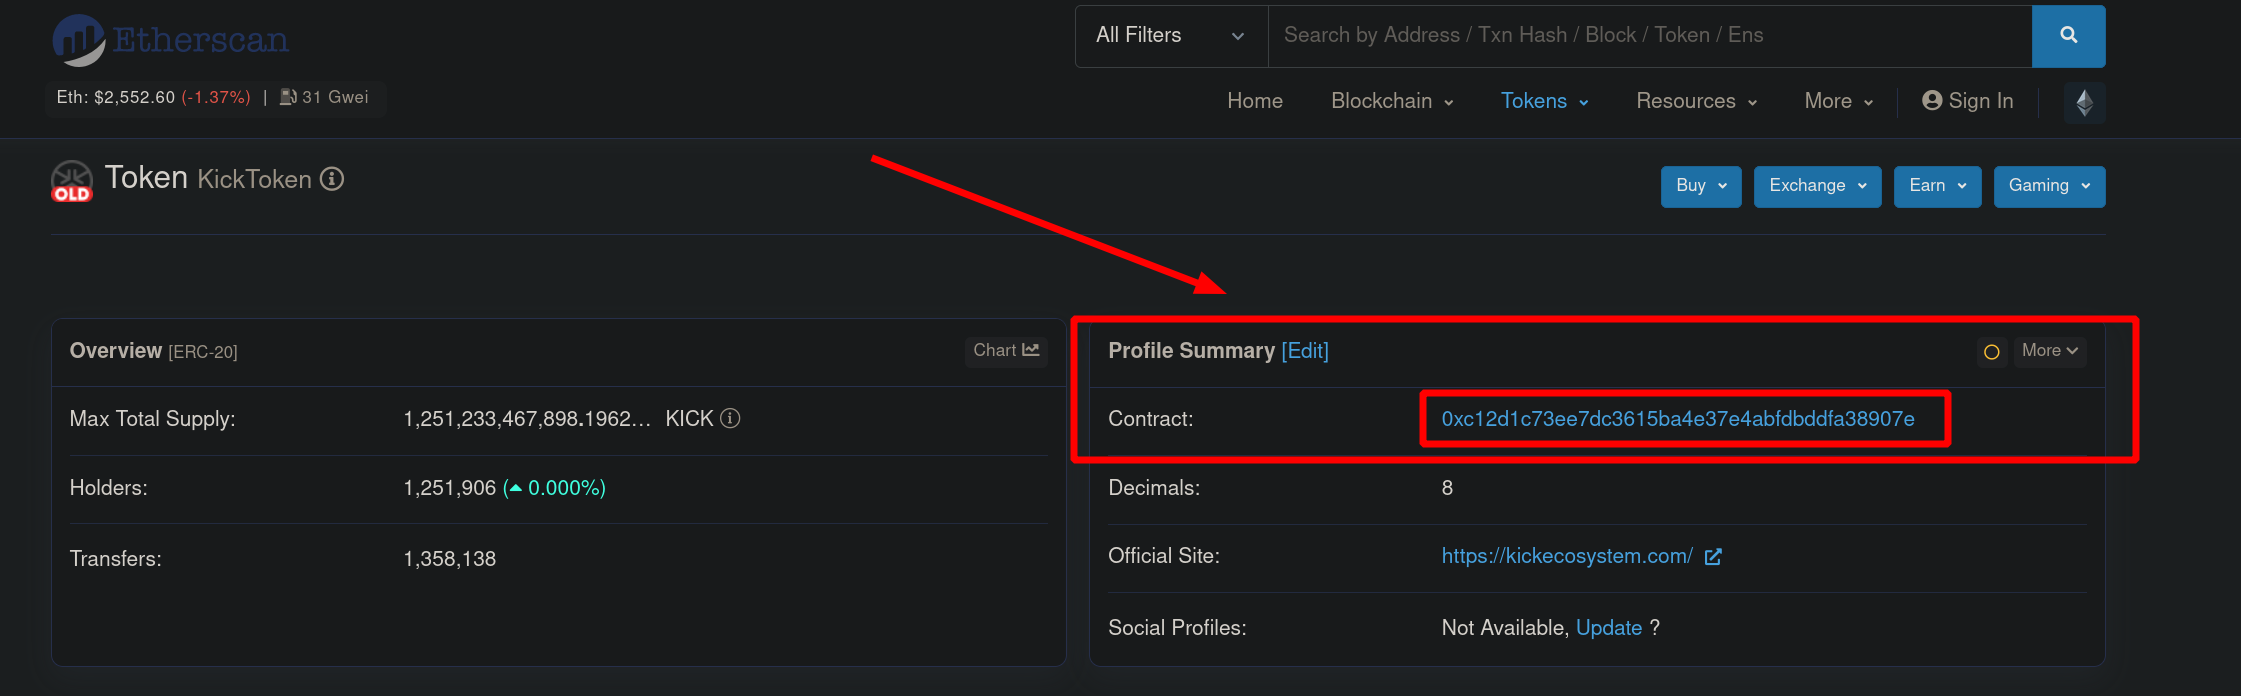 Etherscan
All Filters
Search by Address / Txn Hash / Block / Token / Ens
Eth: $2,552.60 (-1.37%) | 31 Gwei
Home Blockchain Tokens Resources More Sign In
OLD Token KickToken
Buy Exchange Earn Gaming
Overview [ERC-20] Chart
Max Total Supply: 1,251,233,467,898.1962... KICK
Holders: 1,251,906 (0.000%)
Transfers: 1,358,138
Profile Summary [Edit] More
Contract: 0xc12d1c73ee7dc3615ba4e37e4abfdbddfa38907e
Decimals: 8
Official Site: https://kickecosystem.com/
Social Profiles: Not Available, Update ?